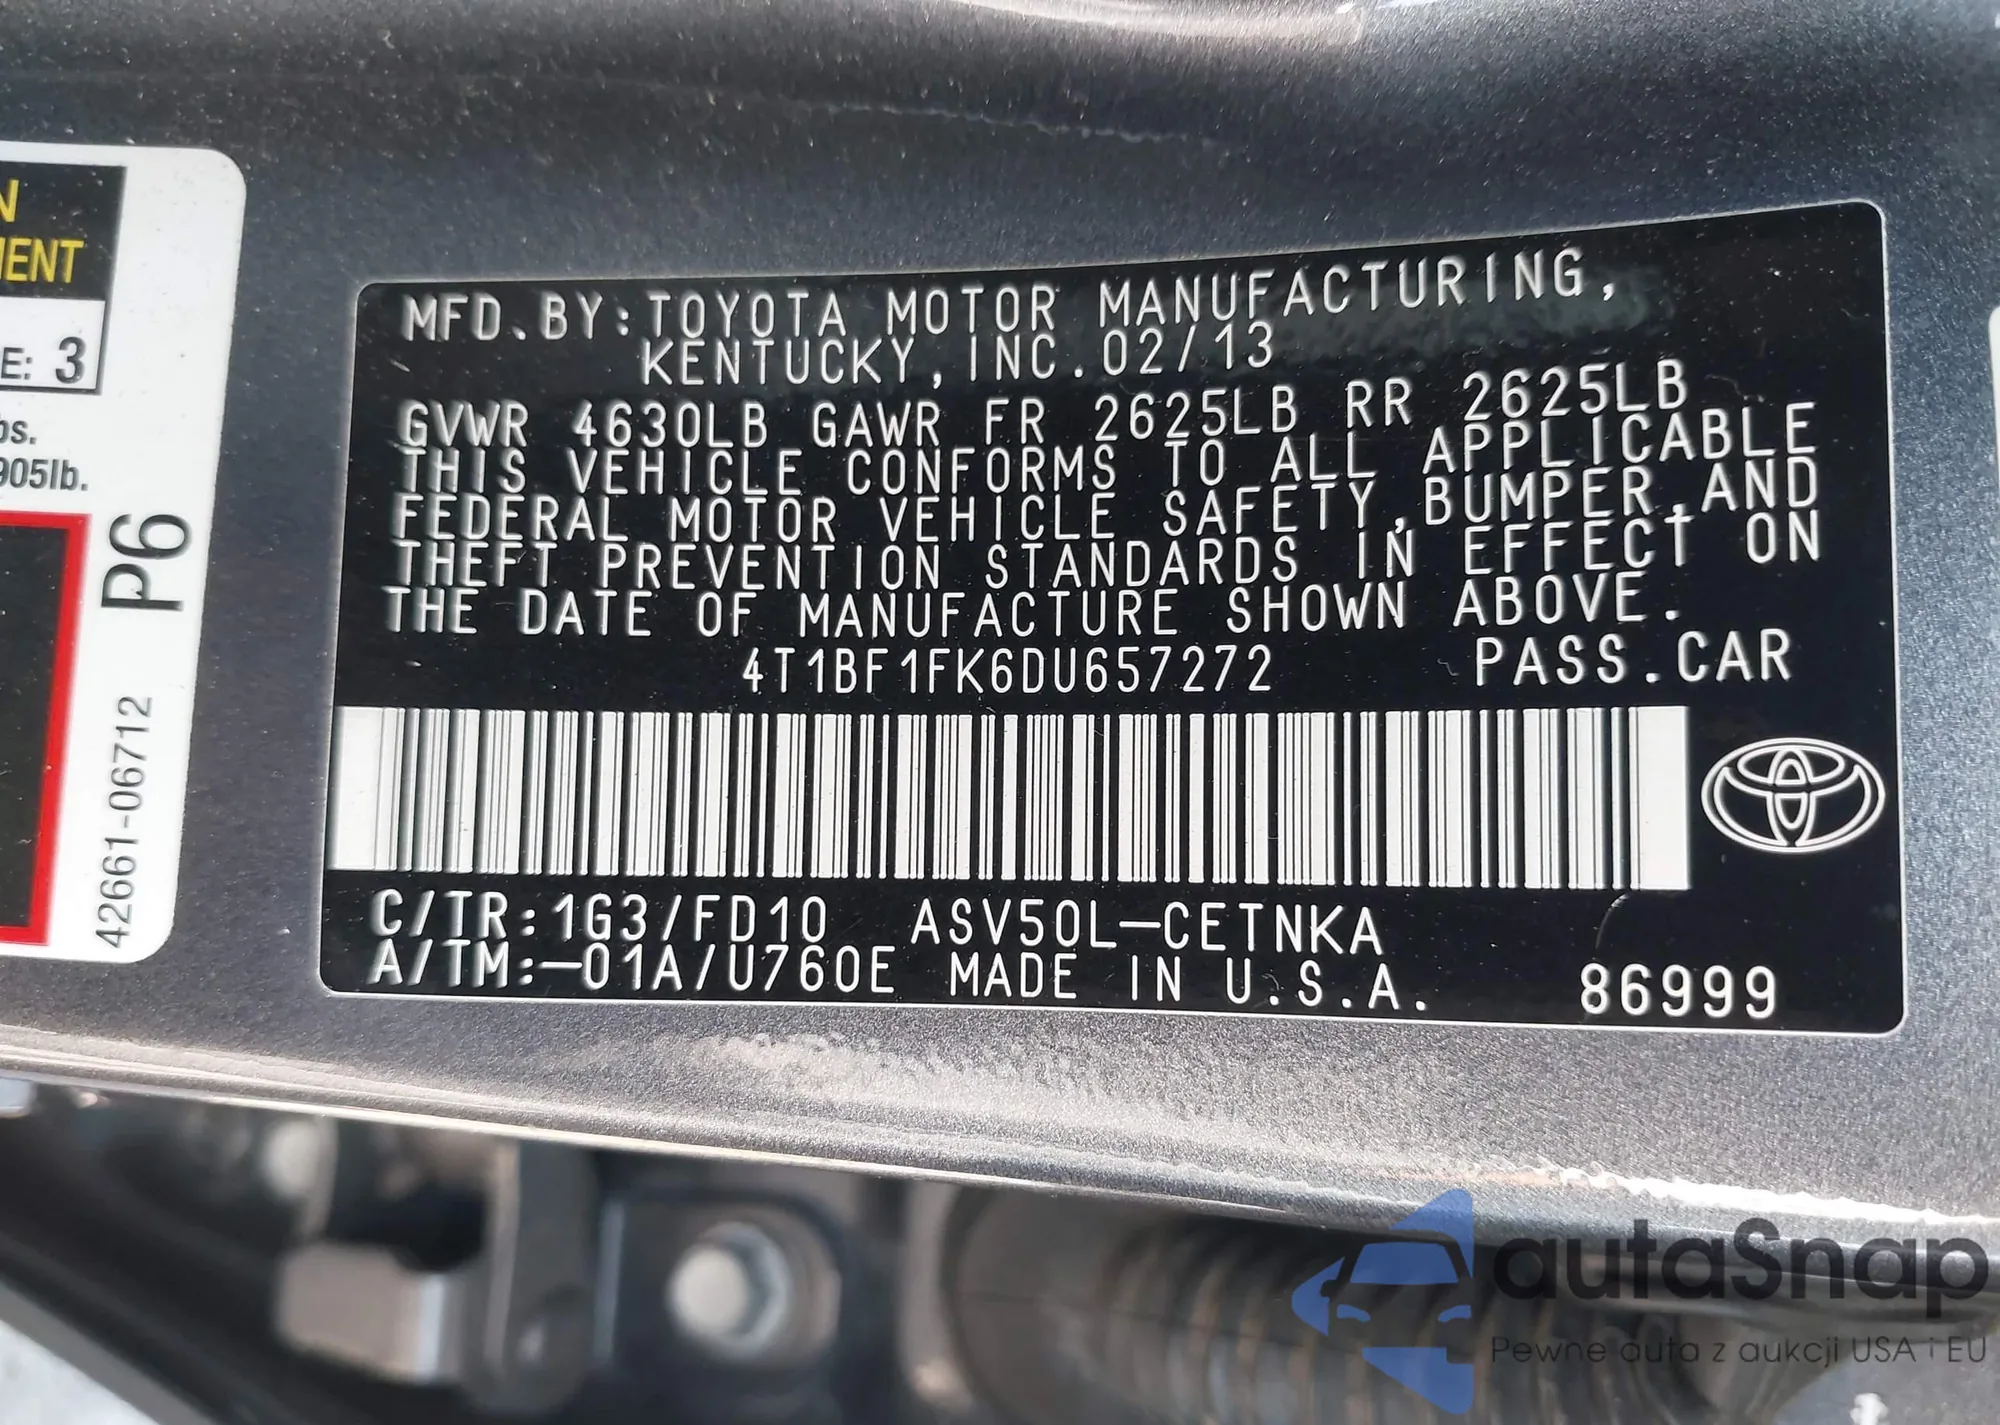 N
MENT
E: 3
bs.
905lb.
P6
42661-06712
MFD.BY:TOYOTA MOTOR MANUFACTURING,
KENTUCKY,INC.02/13
GVWR 4630LB GAWR FR 2625LB RR 2625LB
THIS VEHICLE CONFORMS TO ALL APPLICABLE
FEDERAL MOTOR VEHICLE SAFETY,BUMPER,AND
THEFT PREVENTION STANDARDS IN EFFECT ON
THE DATE OF MANUFACTURE SHOWN ABOVE.
4T1BF1FK6DU657272 PASS.CAR
C/TR:1G3/FD10 ASV50L-CETNKA
A/TM:-01A/U760E MADE IN U.S.A. 86999
autaSnap
Pewne auta z aukcji USA i EU